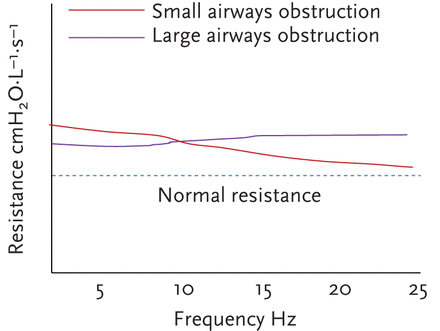 Small airways obstruction
Large airways obstruction
Resistance cmH₂O·L⁻¹·s⁻¹
Normal resistance
5 10 15 20 25
Frequency Hz